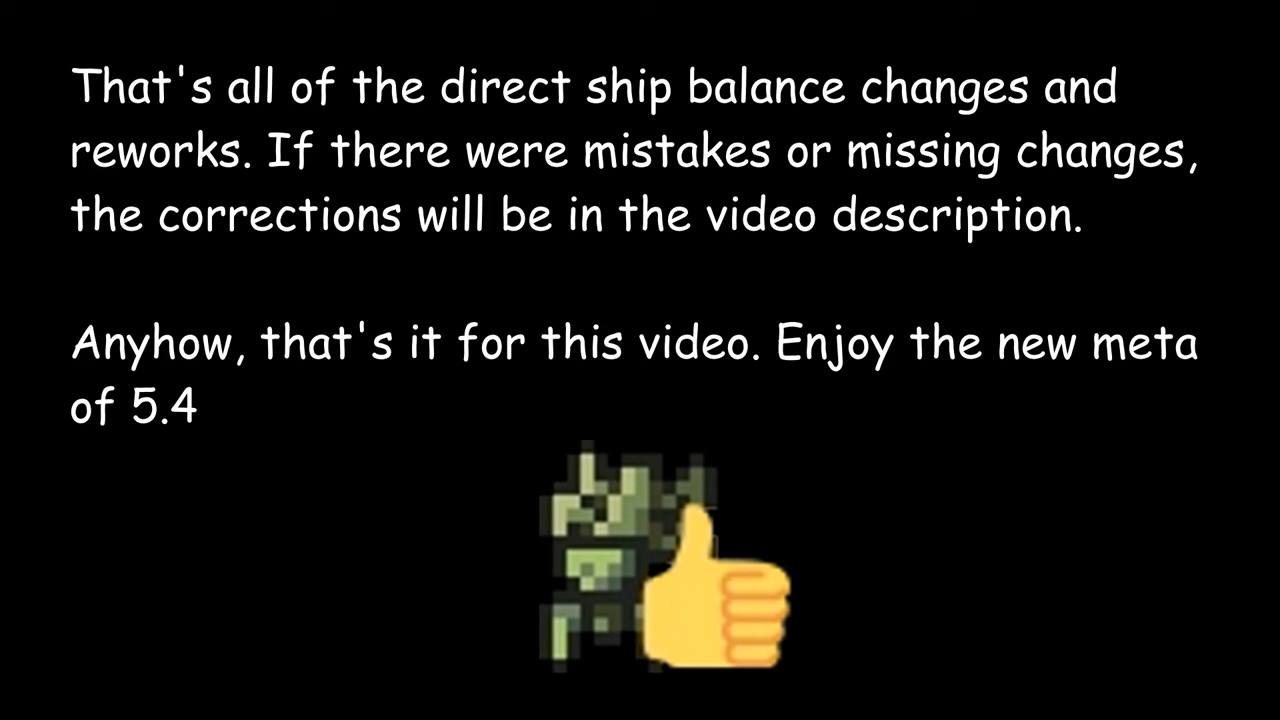 That's all of the direct ship balance changes and
reworks. If there were mistakes or missing changes,
the corrections will be in the video description.
Anyhow, that's it for this video. Enjoy the new meta
of 5.4